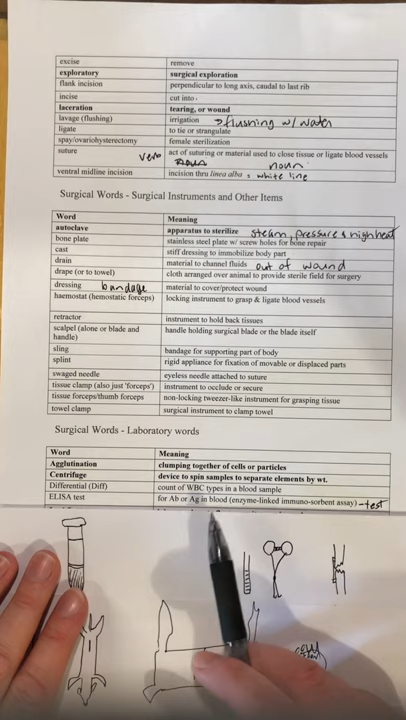 excise remove
exploratory surgical exploration
flank incision perpendicular to long axis, caudal to last rib
incise cut into
laceration tearing, or wound
lavage (flushing) irrigation → flushing w/ water
ligate to tie or strangulate
spay/ovariohysterectomy female sterilization
suture act of suturing or material used to close tissue or ligate blood vessels
verb noun noun
ventral midline incision incision thru linea alba = white line
Surgical Words - Surgical Instruments and Other Items
Word Meaning
autoclave apparatus to sterilize steam, pressure & high heat
bone plate stainless steel plate w/ screw holes for bone repair
cast stiff dressing to immobilize body part
drain material to channel fluids out of wound
drape (or to towel) cloth arranged over animal to provide sterile field for surgery
dressing bandage material to cover/protect wound
haemostat (hemostatic forceps) locking instrument to grasp & ligate blood vessels
retractor instrument to hold back tissues
scalpel (alone or blade and handle) handle holding surgical blade or the blade itself
sling bandage for supporting part of body
splint rigid appliance for fixation of movable or displaced parts
swaged needle eyeless needle attached to suture
tissue clamp (also just 'forceps') instrument to occlude or secure
tissue forceps/thumb forceps non-locking tweezer-like instrument for grasping tissue
towel clamp surgical instrument to clamp towel
Surgical Words - Laboratory words
Word Meaning
Agglutination clumping together of cells or particles
Centrifuge device to spin samples to separate elements by wt.
Differential (Diff) count of WBC types in a blood sample
ELISA test for Ab or Ag in blood (enzyme-linked immuno-sorbent assay) - test